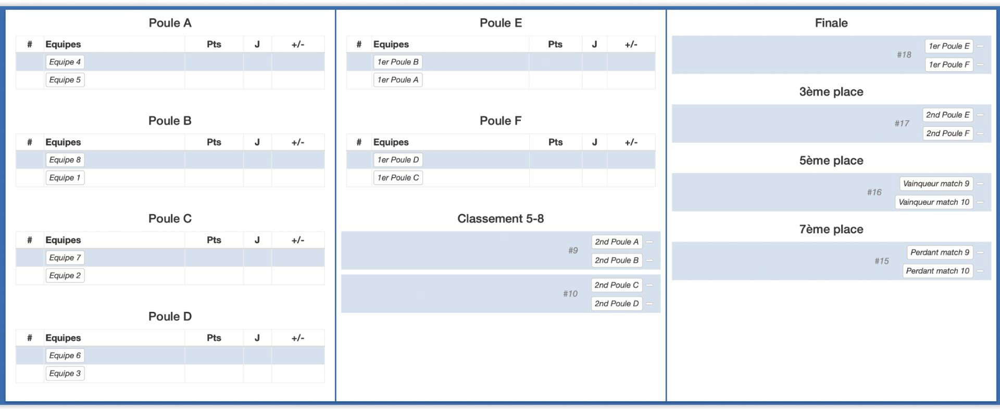 Poule A
# Equipes Pts J +/-
Equipe 4
Equipe 5
Poule B
# Equipes Pts J +/-
Equipe 8
Equipe 1
Poule C
# Equipes Pts J +/-
Equipe 7
Equipe 2
Poule D
# Equipes Pts J +/-
Equipe 6
Equipe 3
Poule E
# Equipes Pts J +/-
1er Poule B
1er Poule A
Poule F
# Equipes Pts J +/-
1er Poule D
1er Poule C
Classement 5-8
#9
2nd Poule A
2nd Poule B
#10
2nd Poule C
2nd Poule D
Finale
#18
1er Poule E
1er Poule F
3ème place
#17
2nd Poule E
2nd Poule F
5ème place
#16
Vainqueur match 9
Vainqueur match 10
7ème place
#15
Perdant match 9
Perdant match 10